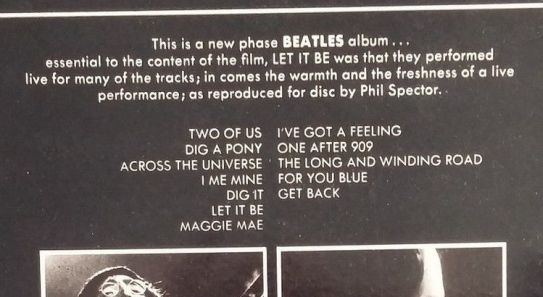 This is a new phase BEATLES album...
essential to the content of the film, LET IT BE was that they performed
live for many of the tracks; in comes the warmth and the freshness of a live
performance; as reproduced for disc by Phil Spector.
TWO OF US
DIG A PONY
ACROSS THE UNIVERSE
I ME MINE
DIG IT
LET IT BE
MAGGIE MAE
I'VE GOT A FEELING
ONE AFTER 909
THE LONG AND WINDING ROAD
FOR YOU BLUE
GET BACK